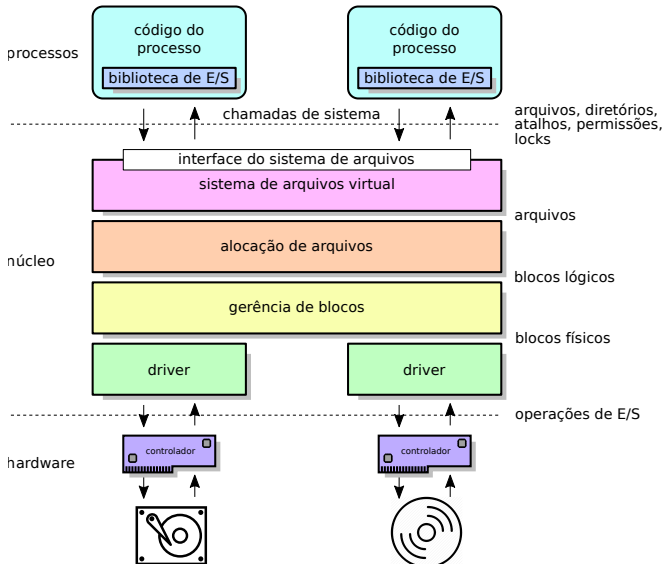 código do
processo
biblioteca de E/S
código do
processo
biblioteca de E/S
processos
chamadas de sistema
arquivos, diretórios,
atalhos, permissões,
locks
interface do sistema de arquivos
sistema de arquivos virtual
arquivos
núcleo
alocação de arquivos
blocos lógicos
gerência de blocos
blocos físicos
driver
driver
operações de E/S
controlador
controlador
hardware